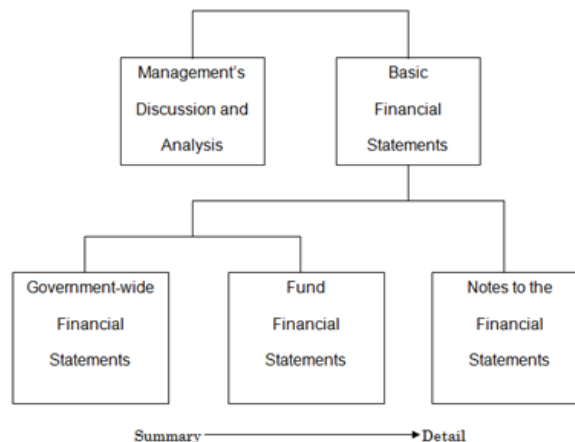 Management's
Discussion and
Analysis
Basic
Financial
Statements
Government-wide
Financial
Statements
Fund
Financial
Statements
Notes to the
Financial
Statements
Summary
Detail